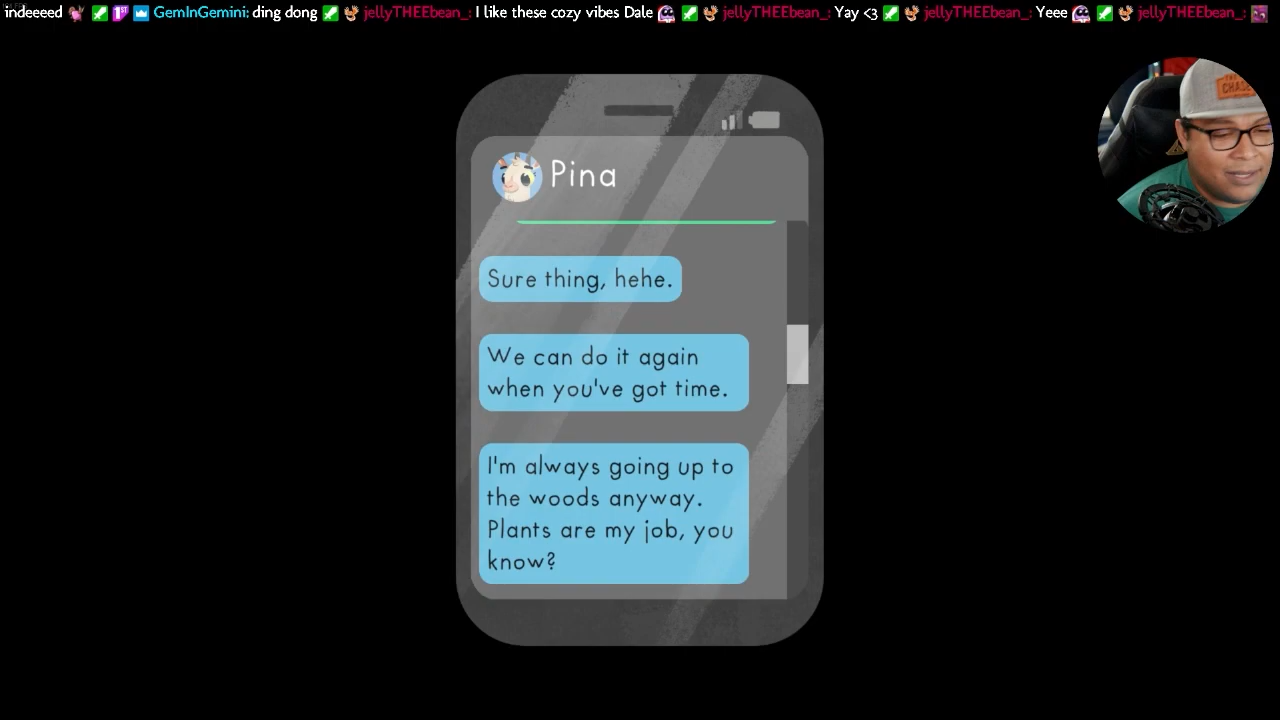 indeeeed GemInGemini: ding dong jellyTHEEbean_: I like these cozy vibes Dale jellyTHEEbean_: Yay <3 jellyTHEEbean_: Yeee jellyTHEEbean_:
Pina
Sure thing, hehe.
We can do it again
when you've got time.
I'm always going up to
the woods anyway.
Plants are my job, you
know?